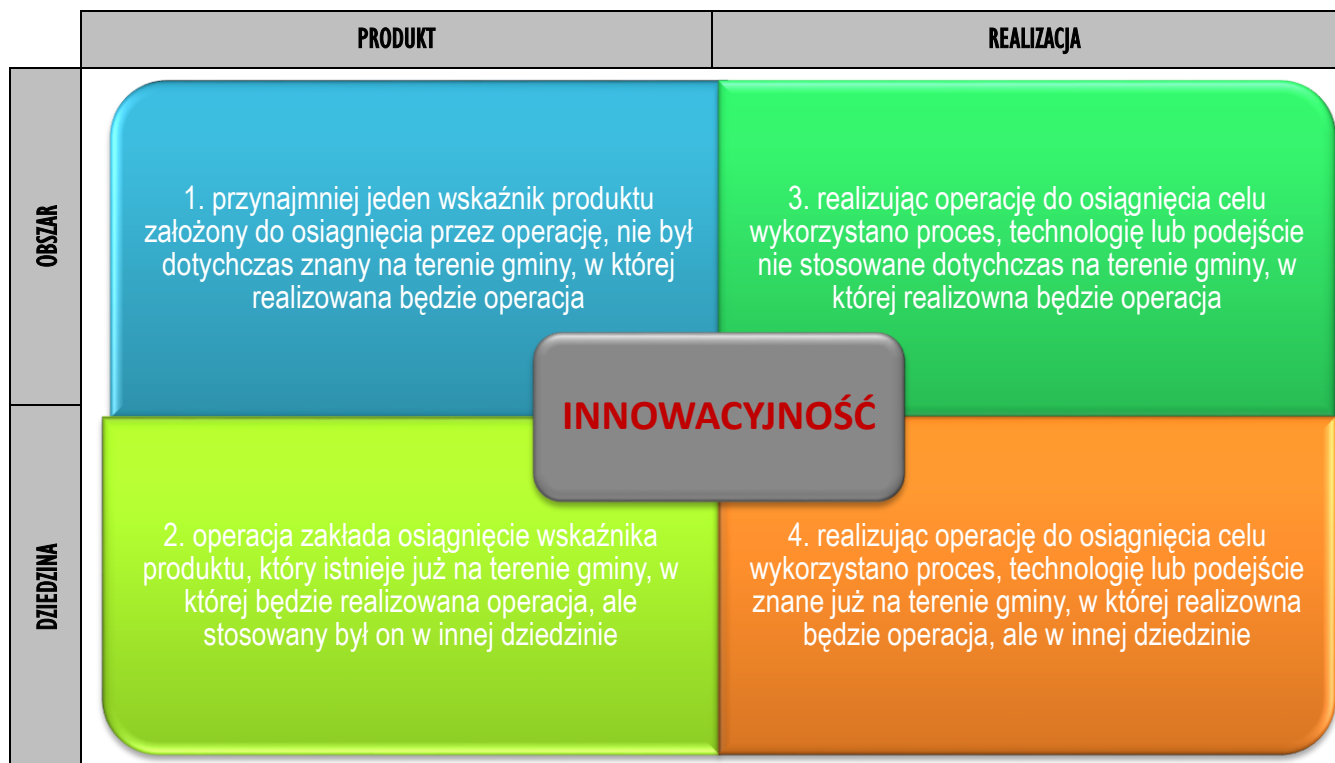 PRODUKT
REALIZACJA
OBSZAR
1. przynajmniej jeden wskaźnik produktu
założony do osiagnięcia przez operację, nie był
dotychczas znany na terenie gminy, w której
realizowana będzie operacja
3. realizując operację do osiągnięcia celu
wykorzystano proces, technologię lub podejście
nie stosowane dotychczas na terenie gminy, w
której realizowna będzie operacja
INNOWACYJNOŚĆ
DZIEDZINA
2. operacja zakłada osiągnięcie wskaźnika
produktu, który istnieje już na terenie gminy, w
której będzie realizowana operacja, ale
stosowany był on w innej dziedzinie
4. realizując operację do osiągnięcia celu
wykorzystano proces, technologię lub podejście
znane już na terenie gminy, w której realizowna
będzie operacja, ale w innej dziedzinie